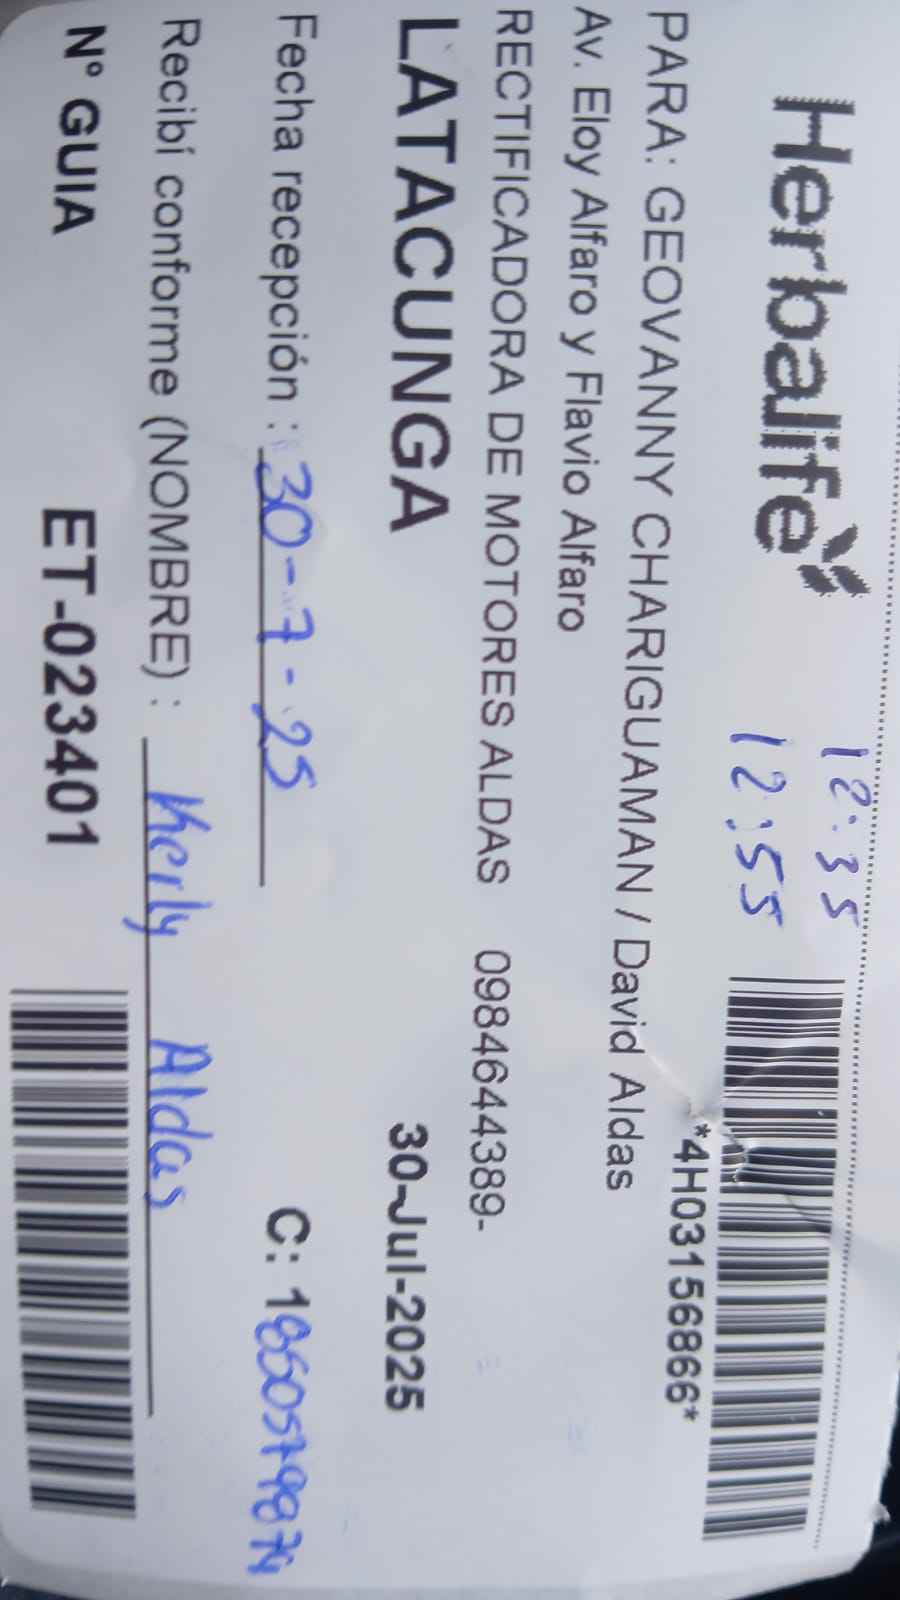 Herbalife
12:35
12:55
*4H03156866*
PARA: GEOVANNY CHARIGUAMAN / David Aldas
Av. Eloy Alfaro y Flavio Alfaro
RECTIFICADORA DE MOTORES ALDAS 0984644389-
LATACUNGA 30-Jul-2025
Fecha recepción : 30-7-25 C:
Recibí conforme (NOMBRE) : Kerly Aldas
N° GUIA ET-023401